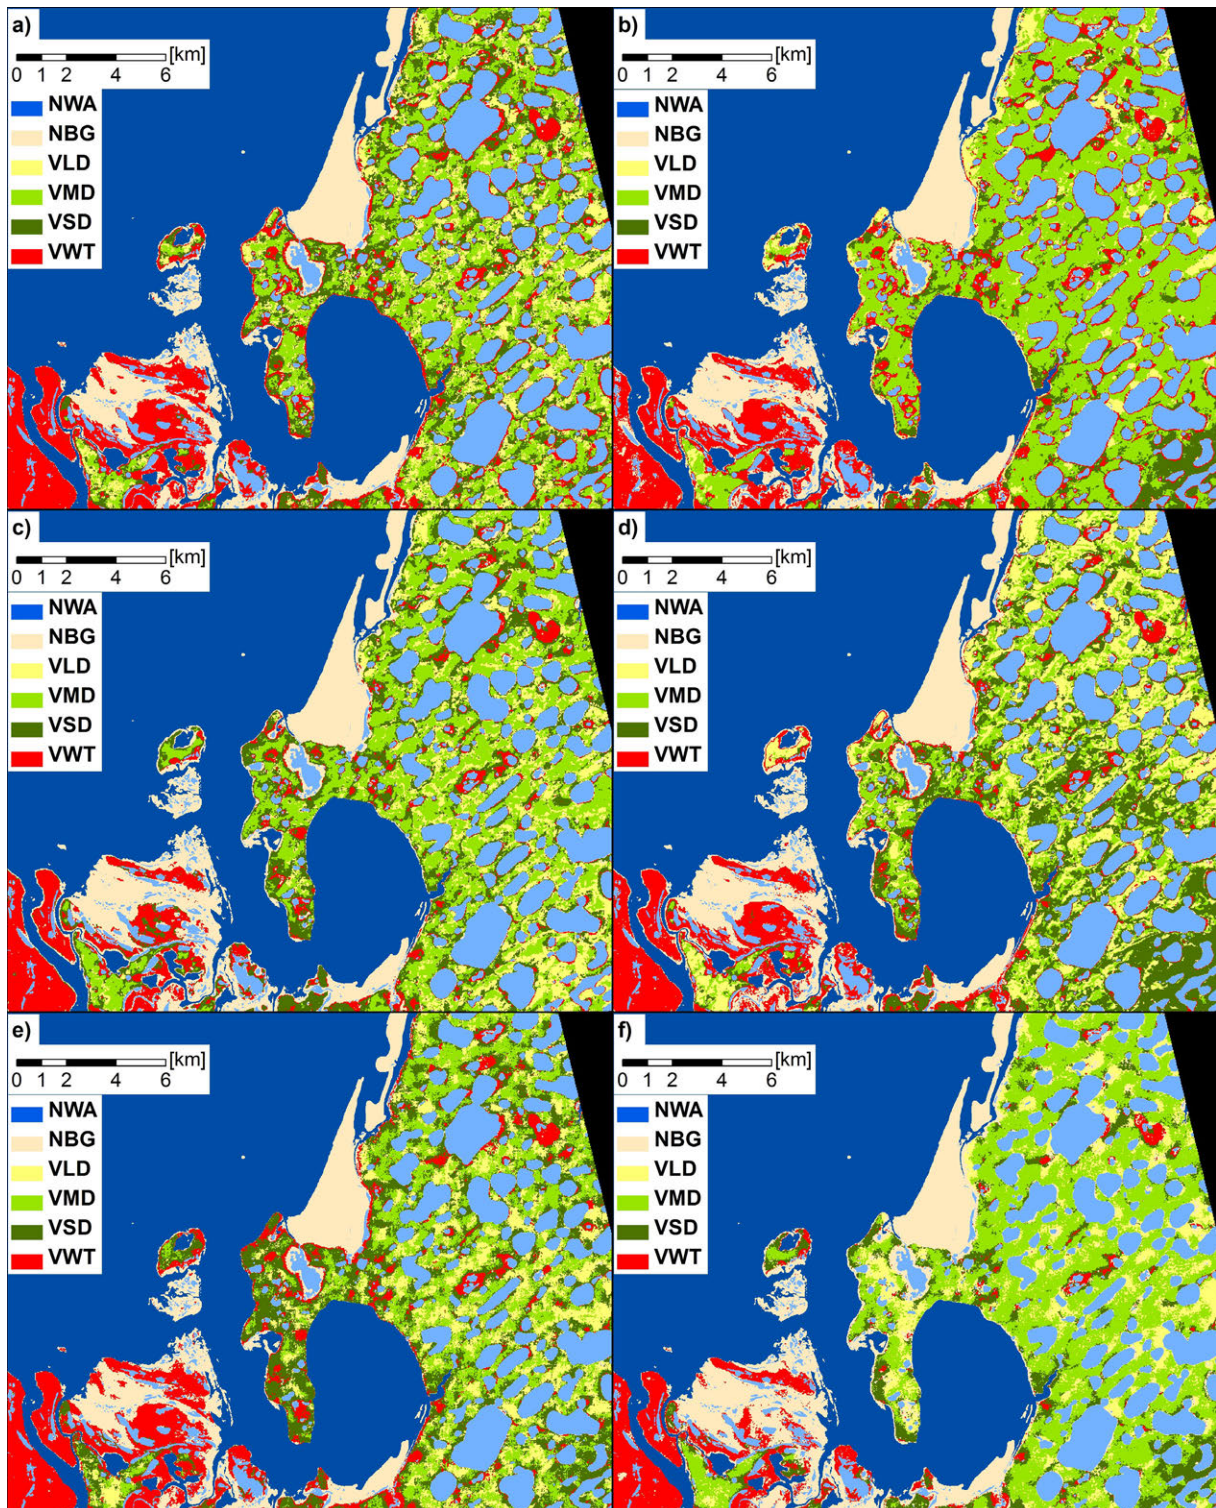 a)
[km]
0 1 2 4 6
NWA
NBG
VLD
VMD
VSD
VWT
b)
[km]
0 1 2 4 6
NWA
NBG
VLD
VMD
VSD
VWT
c)
[km]
0 1 2 4 6
NWA
NBG
VLD
VMD
VSD
VWT
d)
[km]
0 1 2 4 6
NWA
NBG
VLD
VMD
VSD
VWT
e)
[km]
0 1 2 4 6
NWA
NBG
VLD
VMD
VSD
VWT
f)
[km]
0 1 2 4 6
NWA
NBG
VLD
VMD
VSD
VWT